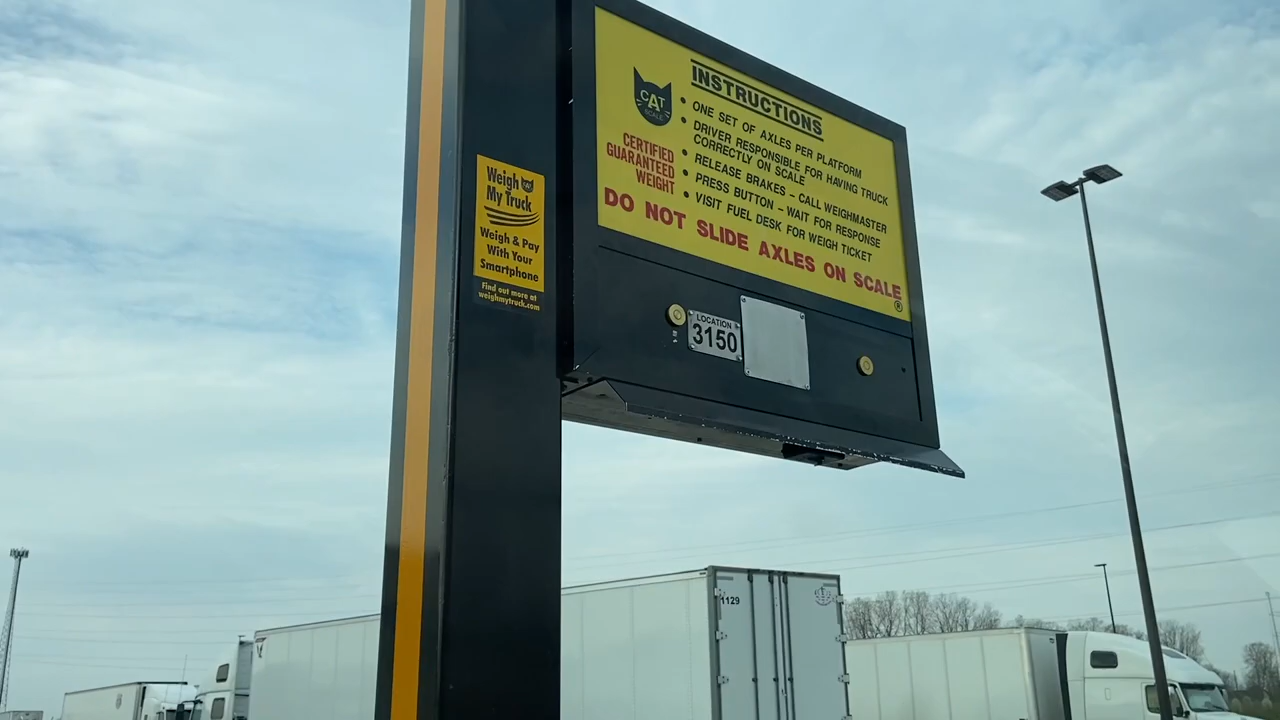 INSTRUCTIONS
CAT
SCALE
CERTIFIED
GUARANTEED
WEIGHT
• ONE SET OF AXLES PER PLATFORM
• DRIVER RESPONSIBLE FOR HAVING TRUCK
CORRECTLY ON SCALE
• RELEASE BRAKES – CALL WEIGHMASTER
• PRESS BUTTON – WAIT FOR RESPONSE
• VISIT FUEL DESK FOR WEIGH TICKET
DO NOT SLIDE AXLES ON SCALE
®
Weigh
My Truck
Weigh & Pay
With Your
Smartphone
Find out more at
weighmytruck.com
LOCATION
3150
1129